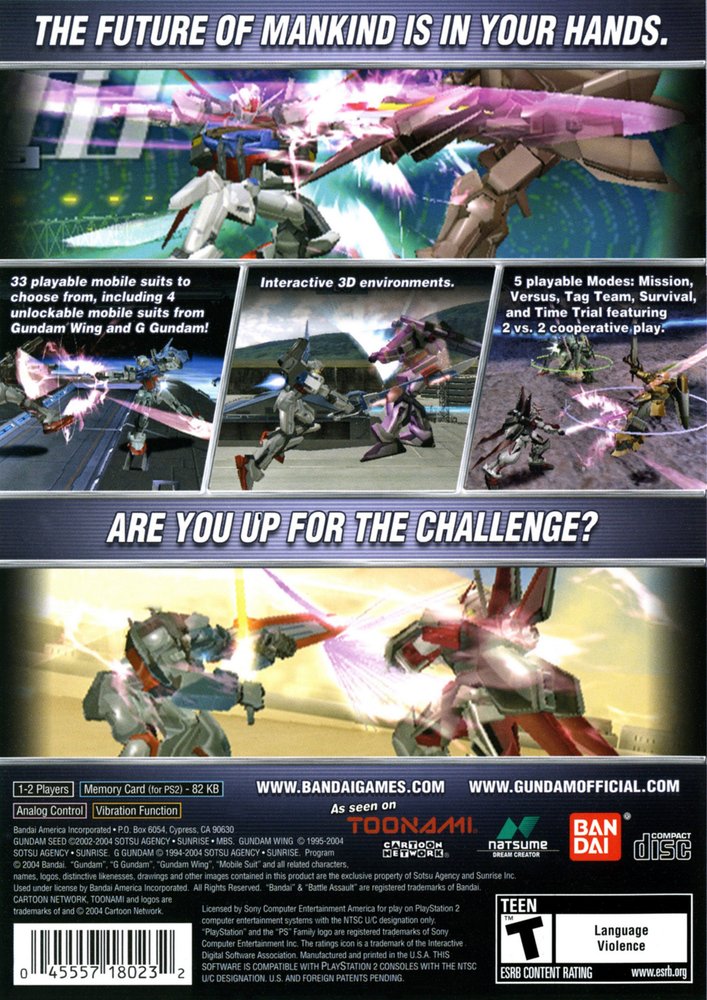 THE FUTURE OF MANKIND IS IN YOUR HANDS.
33 playable mobile suits to
choose from, including 4
unlockable mobile suits from
Gundam Wing and G Gundam!
Interactive 3D environments.
5 playable Modes: Mission,
Versus, Tag Team, Survival,
and Time Trial featuring
2 vs. 2 cooperative play.
ARE YOU UP FOR THE CHALLENGE?
1-2 Players
Memory Card (for PS2) - 82 KB
Analog Control
Vibration Function
WWW.BANDAIGAMES.COM
WWW.GUNDAMOFFICIAL.COM
As seen on
TOONAMI.
CARTOON
NETWORK®
natsume
DREAM CREATOR
BAN
DAI
®
COMPACT
disc
Bandai America Incorporated • P.O. Box 6054, Cypress, CA 90630
GUNDAM SEED ©2002-2004 SOTSU AGENCY • SUNRISE • MBS. GUNDAM WING © 1995-2004
SOTSU AGENCY • SUNRISE. G GUNDAM © 1994-2004 SOTSU AGENCY • SUNRISE. Program
© 2004 Bandai. "Gundam", "G Gundam", "Gundam Wing", "Mobile Suit" and all related characters,
names, logos, distinctive likenesses, drawings and other images contained in this product are the exclusive property of Sotsu Agency and Sunrise Inc.
Used under license by Bandai America Incorporated. All Rights Reserved. "Bandai" & "Battle Assault" are registered trademarks of Bandai.
CARTOON NETWORK, TOONAMI and logos are
trademarks of and © 2004 Cartoon Network.
Licensed by Sony Computer Entertainment America for play on PlayStation 2
computer entertainment systems with the NTSC U/C designation only.
"PlayStation" and the "PS" Family logo are registered trademarks of Sony
Computer Entertainment Inc. The ratings icon is a trademark of the Interactive
Digital Software Association. Manufactured and printed in the U.S.A. THIS
SOFTWARE IS COMPATIBLE WITH PLAYSTATION 2 CONSOLES WITH THE NTSC
U/C DESIGNATION. U.S. AND FOREIGN PATENTS PENDING.
0 45557 18023 2
TEEN
T
TM
Language
Violence
ESRB CONTENT RATING www.esrb.org